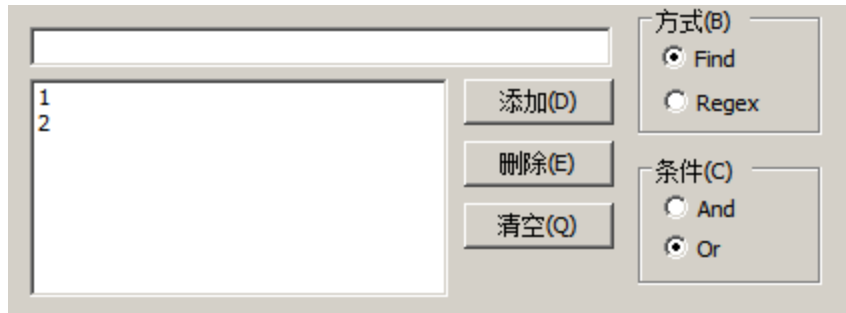 方式(B)
Find
Regex
1
2
添加(D)
删除(E)
清空(Q)
条件(C)
And
Or